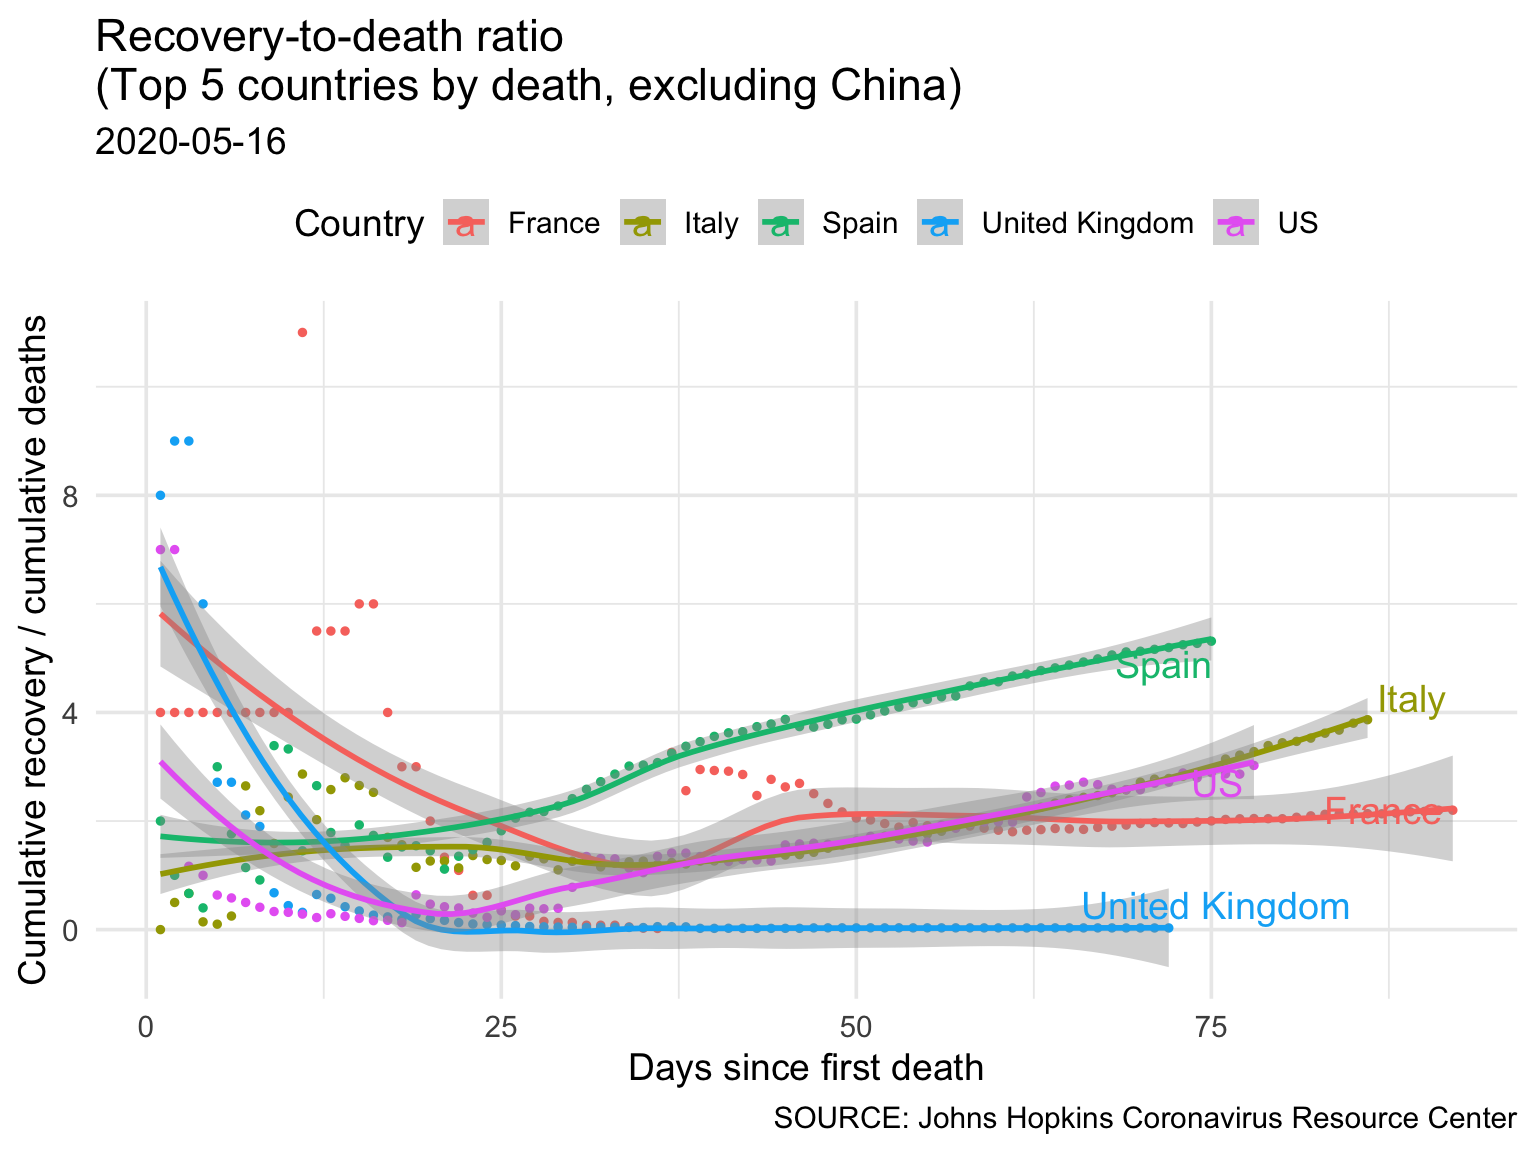 Recovery-to-death ratio
(Top 5 countries by death, excluding China)
2020-05-16
Country a France a Italy a Spain a United Kingdom a US
Cumulative recovery / cumulative deaths
8
4
0
Spain
Italy
US
France
United Kingdom
0 25 50 75
Days since first death
SOURCE: Johns Hopkins Coronavirus Resource Center